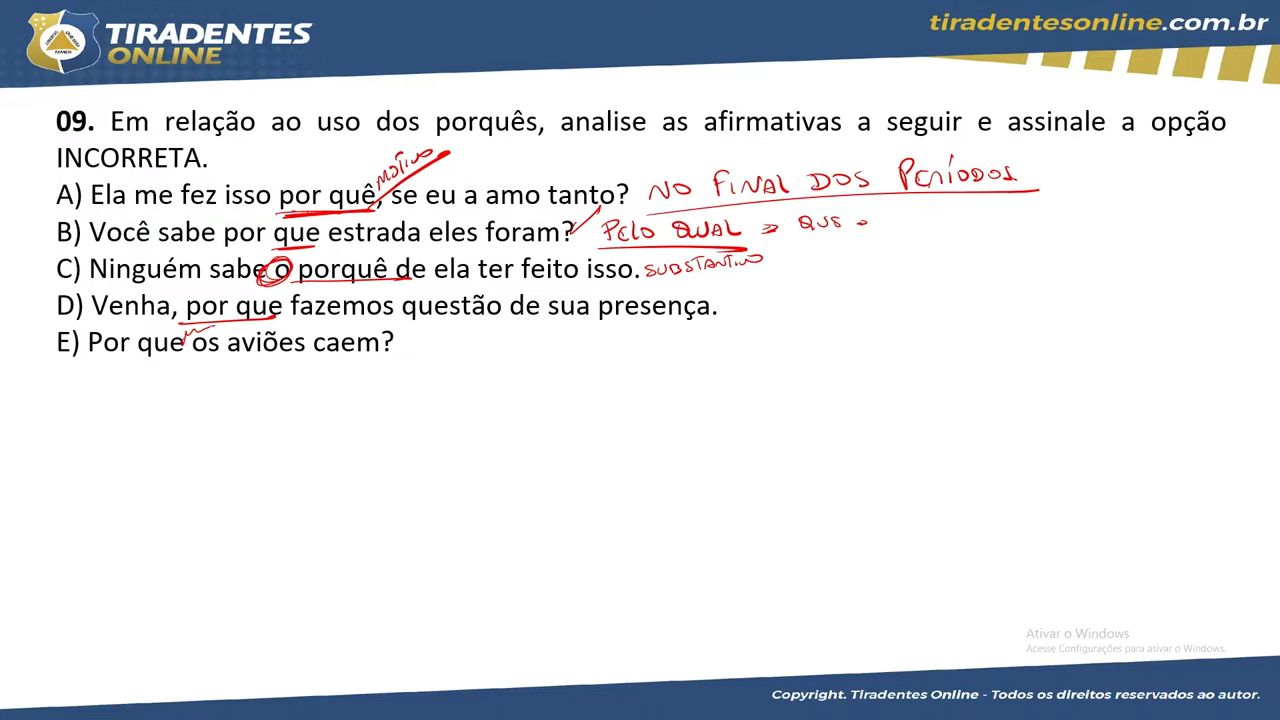 TIRADENTES
ONLINE
tiradentesonline.com.br
09. Em relação ao uso dos porquês, analise as afirmativas a seguir e assinale a opção
INCORRETA.
MOTIVO
A) Ela me fez isso por quê, se eu a amo tanto? NO FINAL DOS PERÍODOS
B) Você sabe por que estrada eles foram? PELO QUAL → QUE →
C) Ninguém sabe o porquê de ela ter feito isso. SUBSTANTIVO
D) Venha, por que fazemos questão de sua presença.
E) Por que os aviões caem?
Ativar o Windows
Acesse Configurações para ativar o Windows.
Copyright. Tiradentes Online - Todos os direitos reservados ao autor.